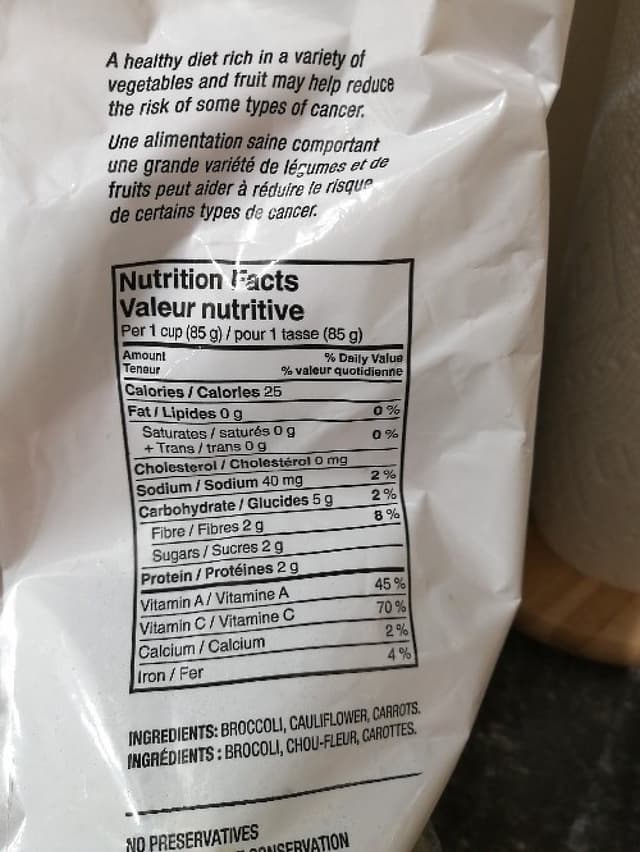 A healthy diet rich in a variety of
vegetables and fruit may help reduce
the risk of some types of cancer.
Une alimentation saine comportant
une grande variété de légumes et de
fruits peut aider à réduire le risque
de certains types de cancer.
Nutrition Facts
Valeur nutritive
Per 1 cup (85 g) / pour 1 tasse (85 g)
Amount % Daily Value
Teneur % valeur quotidienne
Calories / Calories 25
Fat / Lipides 0 g 0 %
Saturates / saturés 0 g 0 %
+ Trans / trans 0 g
Cholesterol / Cholestérol 0 mg
Sodium / Sodium 40 mg 2 %
Carbohydrate / Glucides 5 g 2 %
Fibre / Fibres 2 g 8 %
Sugars / Sucres 2 g
Protein / Protéines 2 g
Vitamin A / Vitamine A 45 %
Vitamin C / Vitamine C 70 %
Calcium / Calcium 2 %
Iron / Fer 4 %
INGREDIENTS: BROCCOLI, CAULIFLOWER, CARROTS.
INGRÉDIENTS : BROCOLI, CHOU-FLEUR, CAROTTES.
NO PRESERVATIVES